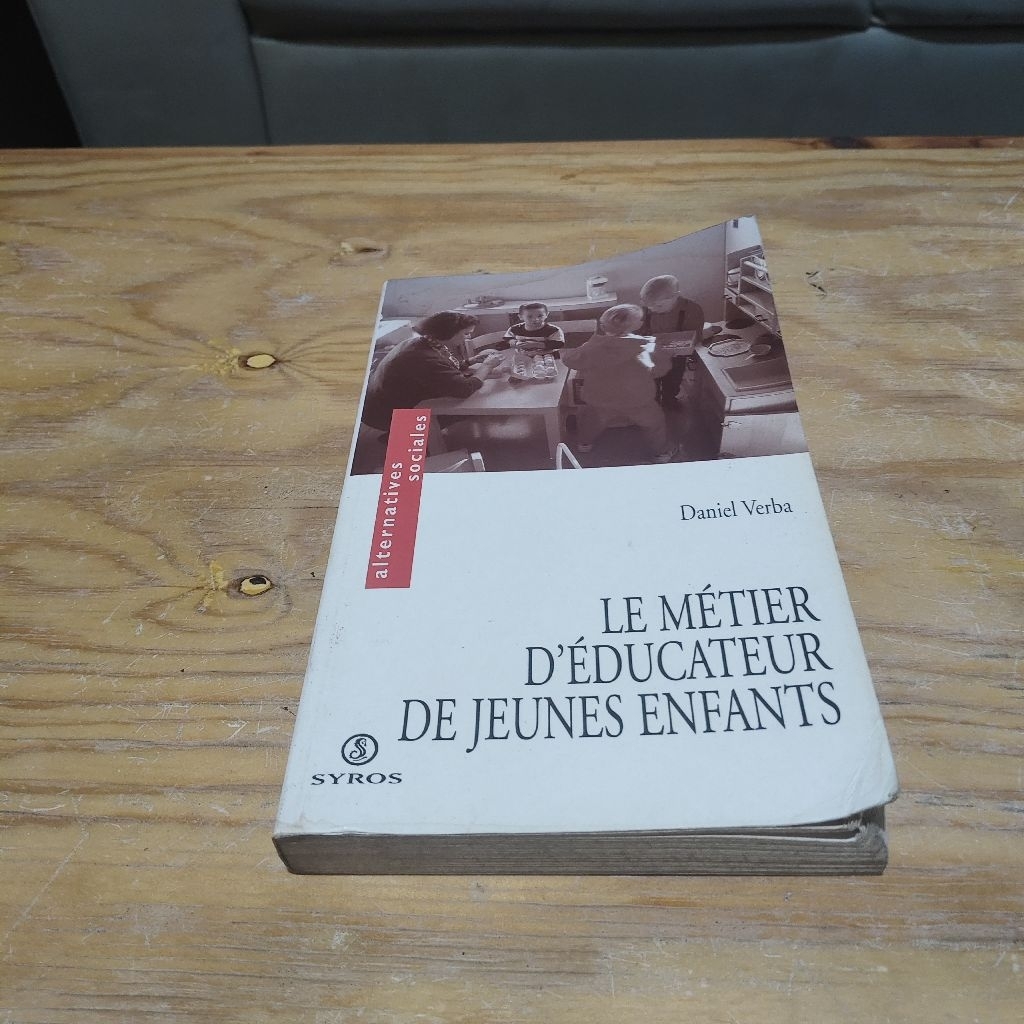 alternatives
sociales
Daniel Verba
LE MÉTIER
D'ÉDUCATEUR
DE JEUNES ENFANTS
SYROS